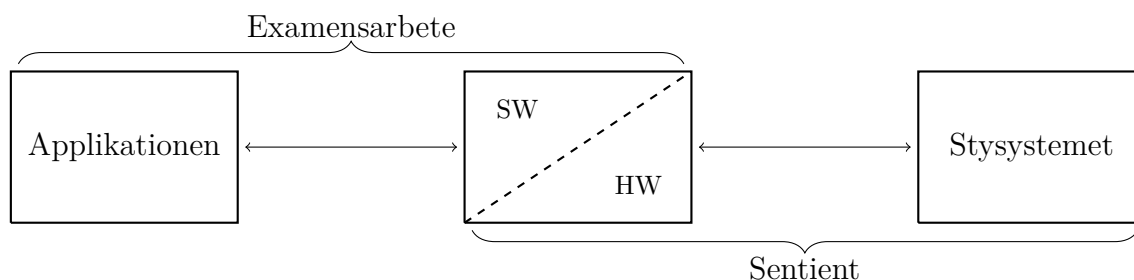 Examensarbete
SW
Applikationen
Stysystemet
HW
Sentient